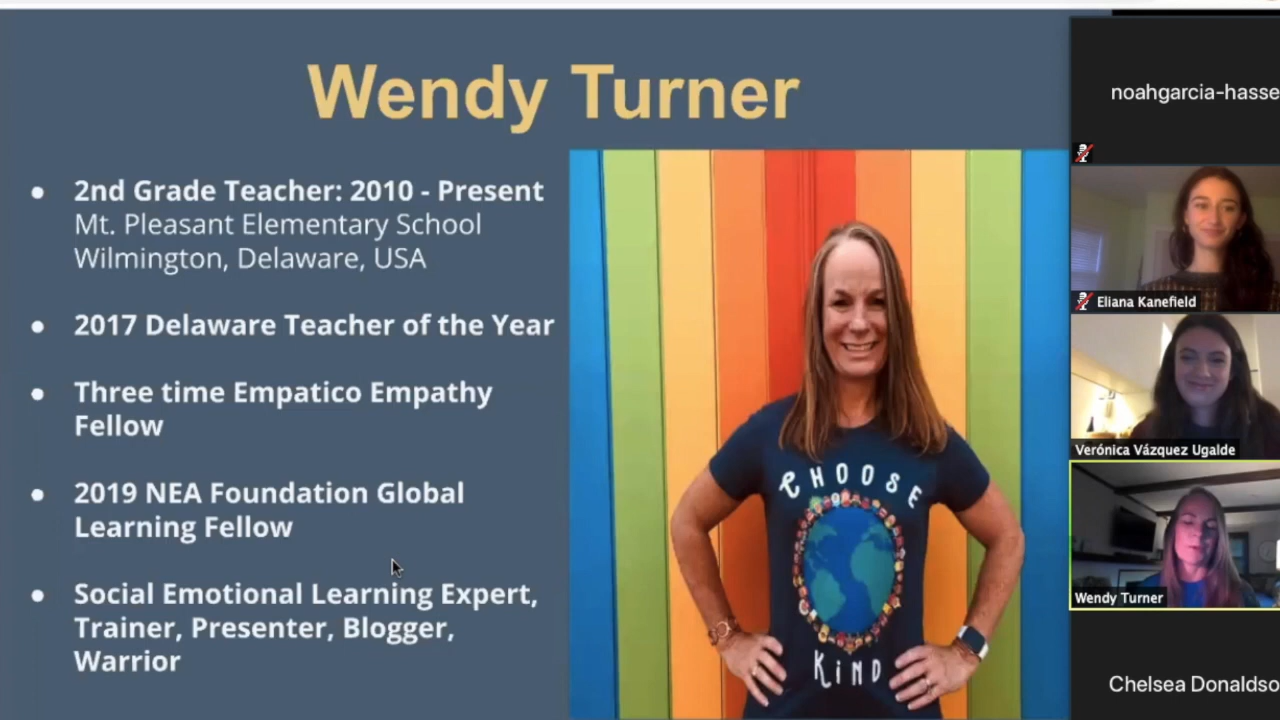 Wendy Turner
2nd Grade Teacher: 2010 - Present
Mt. Pleasant Elementary School
Wilmington, Delaware, USA
2017 Delaware Teacher of the Year
Three time Empatico Empathy
Fellow
2019 NEA Foundation Global
Learning Fellow
Social Emotional Learning Expert,
Trainer, Presenter, Blogger,
Warrior
CHOOSE
KiND
noahgarcia-hasse
Eliana Kanefield
Verónica Vázquez Ugalde
Wendy Turner
Chelsea Donaldso